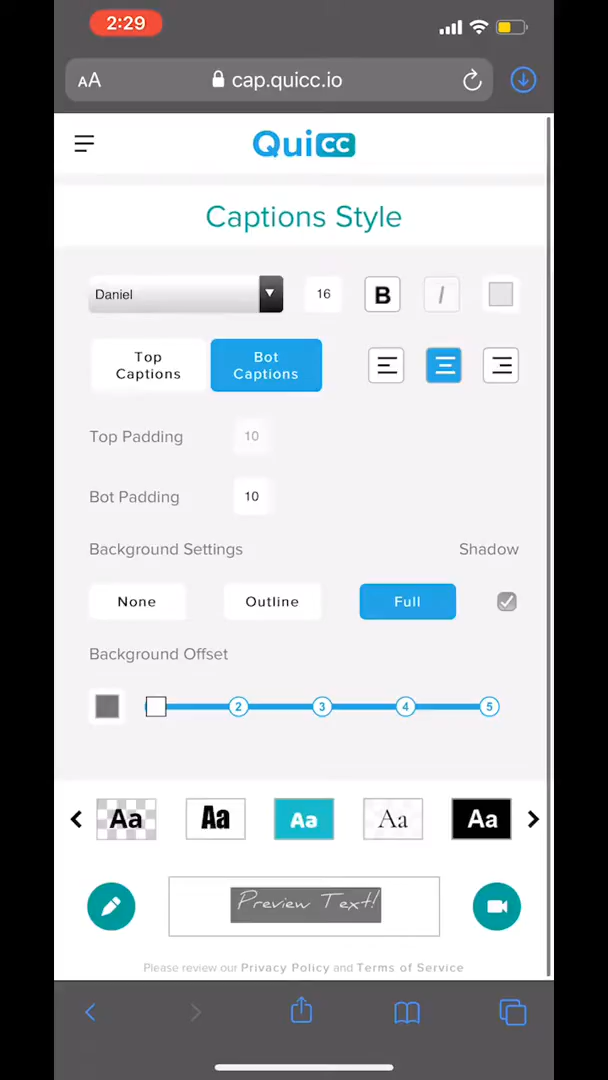 2:29
AA cap.quicc.io
Quicc
Captions Style
Daniel 16 B I
Top Captions Bot Captions
Top Padding 10
Bot Padding 10
Background Settings Shadow
None Outline Full
Background Offset
2 3 4 5
Aa Aa Aa Aa Aa
Preview Text!
Please review our Privacy Policy and Terms of Service